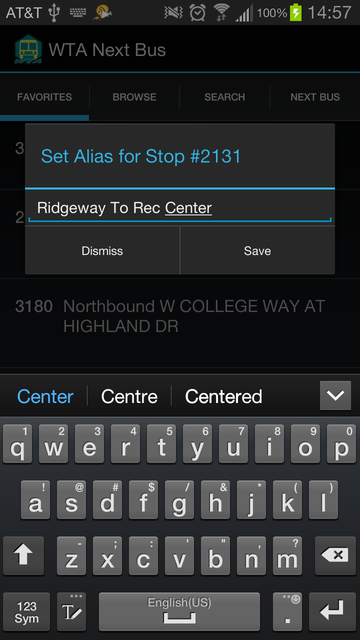 AT&T 100% 14:57
WTA Next Bus
FAVORITES BROWSE SEARCH NEXT BUS
3
Set Alias for Stop #2131
2
Ridgeway To Rec Center
Dismiss Save
3180 Northbound W COLLEGE WAY AT
HIGHLAND DR
Center Centre Centered
1 2 3 4 5 6 7 8 9 0
q w e r t y u i o p
! @ # $ / & * ( )
a s d f g h j k l
- ; : , ? " '
z x c v b n m
123
Sym T English(US) .